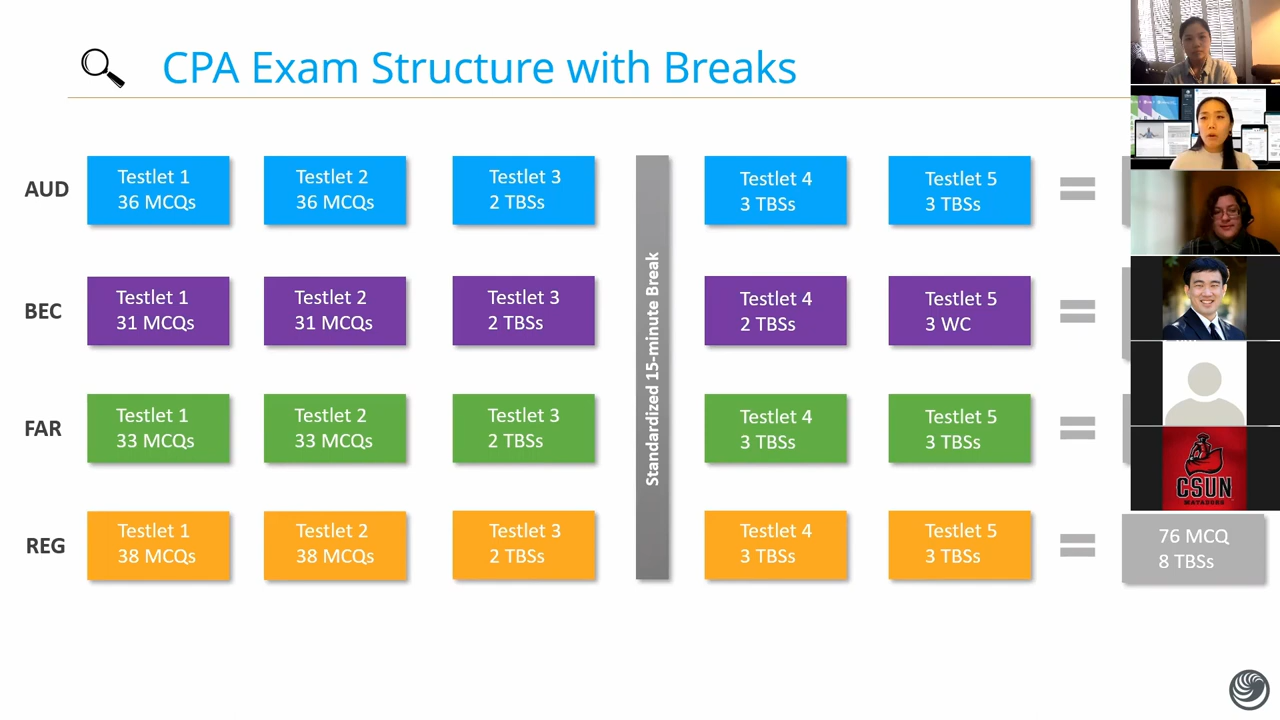 CPA Exam Structure with Breaks
AUD
Testlet 1
36 MCQs
Testlet 2
36 MCQs
Testlet 3
2 TBSs
Testlet 4
3 TBSs
Testlet 5
3 TBSs
=
BEC
Testlet 1
31 MCQs
Testlet 2
31 MCQs
Testlet 3
2 TBSs
Testlet 4
2 TBSs
Testlet 5
3 WC
=
FAR
Testlet 1
33 MCQs
Testlet 2
33 MCQs
Testlet 3
2 TBSs
Testlet 4
3 TBSs
Testlet 5
3 TBSs
=
REG
Testlet 1
38 MCQs
Testlet 2
38 MCQs
Testlet 3
2 TBSs
Testlet 4
3 TBSs
Testlet 5
3 TBSs
=
76 MCQ
8 TBSs
Standardized 15-minute Break
CSUN
MATADORS